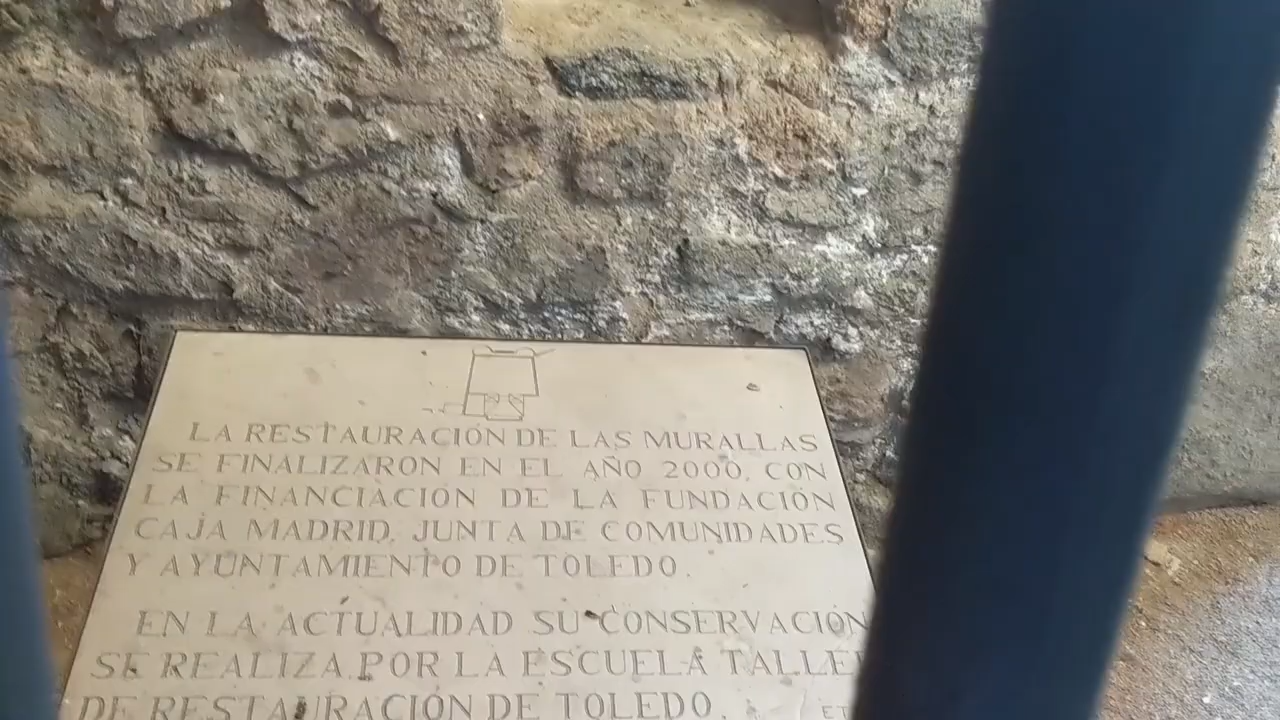 LA RESTAURACIÓN DE LAS MURALLAS
SE FINALIZARON EN EL AÑO 2000, CON
LA FINANCIACION DE LA FUNDACIÓN
CAJA MADRID, JUNTA DE COMUNIDADES
Y AYUNTAMIENTO DE TOLEDO.
EN LA ACTUALIDAD SU CONSERVACIÓN
SE REALIZA POR LA ESCUELA TALLER
DE RESTAURACIÓN DE TOLEDO.